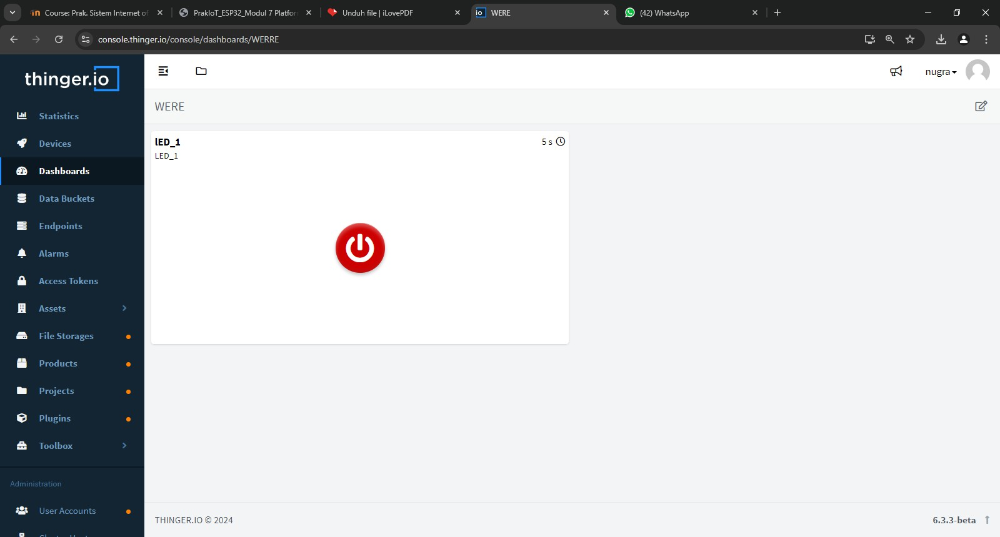 Course: Prak. Sistem Internet of
PrakIoT_ESP32_Modul 7 Platfor
Unduh file | iLovePDF
io WERE
(42) WhatsApp
console.thinger.io/console/dashboards/WERRE
thinger.io
nugra
WERE
Statistics
Devices
Dashboards
Data Buckets
Endpoints
Alarms
Access Tokens
Assets
File Storages
Products
Projects
Plugins
Toolbox
Administration
User Accounts
lED_1
5 s
LED_1
THINGER.IO © 2024
6.3.3-beta